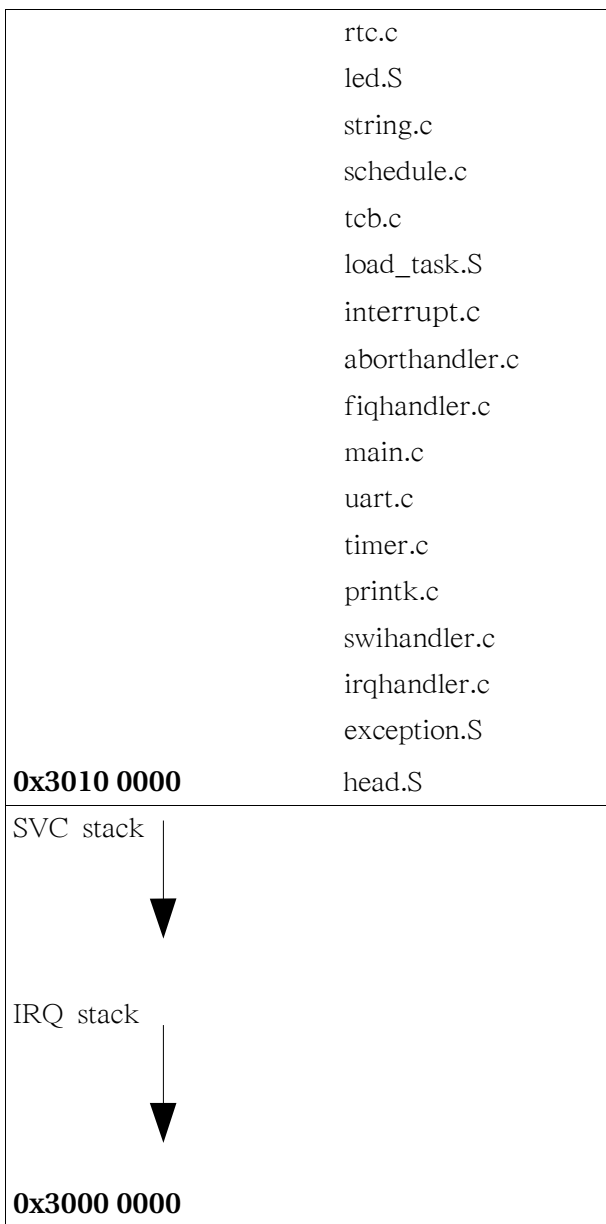 rtc.c
led.S
string.c
schedule.c
tcb.c
load_task.S
interrupt.c
aborthandler.c
fiqhandler.c
main.c
uart.c
timer.c
printk.c
swihandler.c
irqhandler.c
exception.S
0x3010 0000 head.S
SVC stack
IRQ stack
0x3000 0000